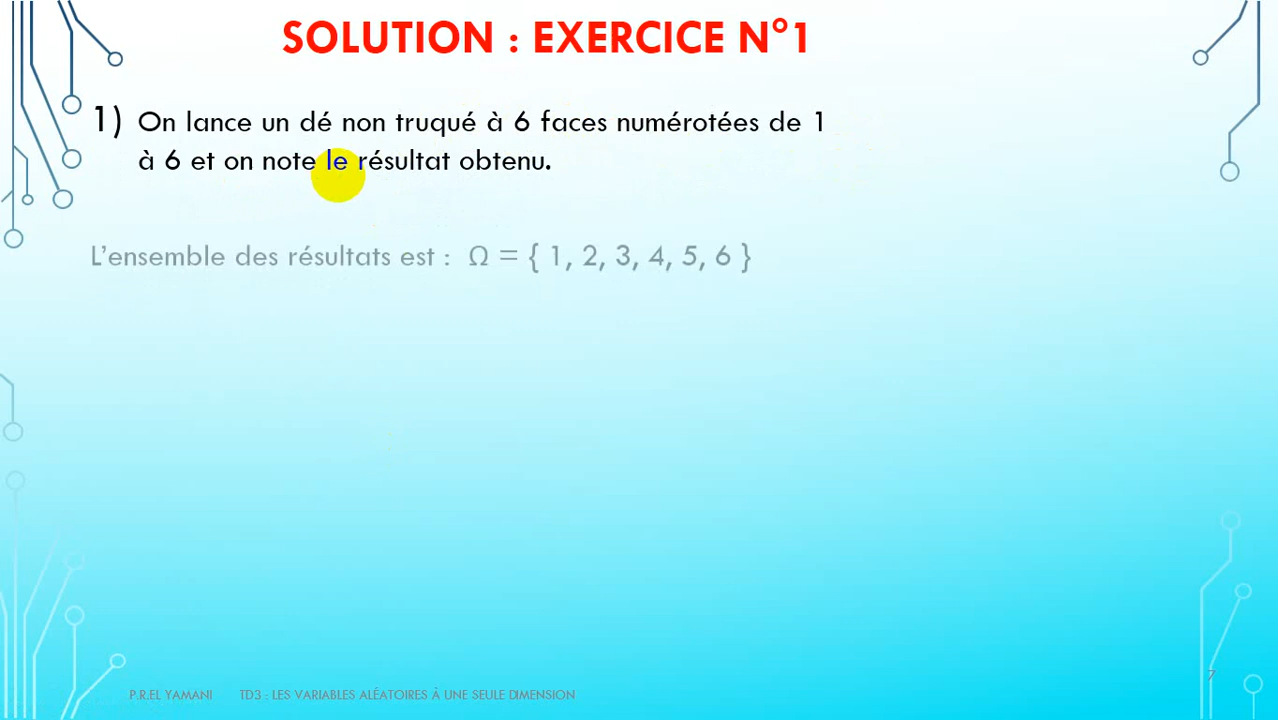 SOLUTION : EXERCICE N°1
1) On lance un dé non truqué à 6 faces numérotées de 1
à 6 et on note le résultat obtenu.
L'ensemble des résultats est : Ω = { 1, 2, 3, 4, 5, 6 }
7
P.R.EL YAMANI TD3 : LES VARIABLES ALÉATOIRES À UNE SEULE DIMENSION